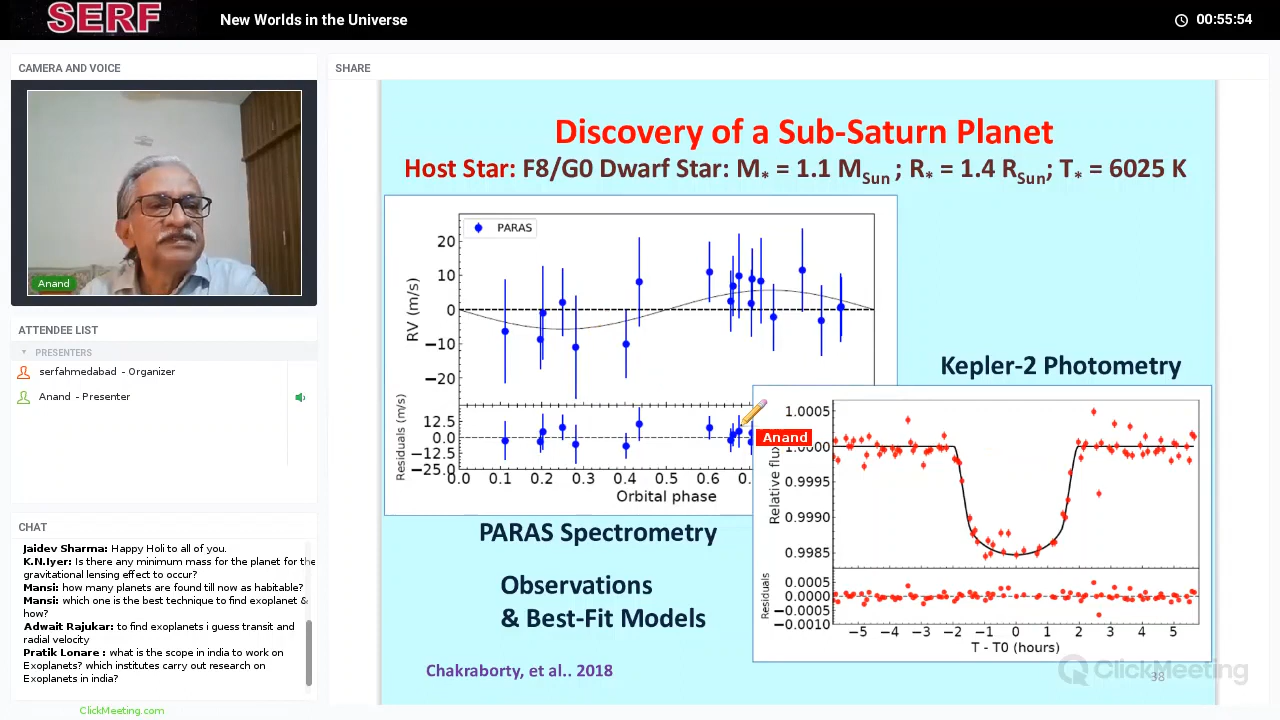 SERF
New Worlds in the Universe
00:55:54
CAMERA AND VOICE
Anand
ATTENDEE LIST
PRESENTERS
serfahmedabad - Organizer
Anand - Presenter
CHAT
Jaidev Sharma: Happy Holi to all of you.
K.N.Iyer: Is there any minimum mass for the planet for the
gravitational lensing effect to occur?
Mansi: how many planets are found till now as habitable?
Mansi: which one is the best technique to find exoplanet &
how?
Adwait Rajukar: to find exoplanets i guess transit and
radial velocity
Pratik Lonare : what is the scope in india to work on
Exoplanets? which institutes carry out research on
Exoplanets in india?
ClickMeeting.com
SHARE
Discovery of a Sub-Saturn Planet
Host Star: F8/G0 Dwarf Star: M* = 1.1 MSun ; R* = 1.4 RSun; T* = 6025 K
PARAS
20
10
0
−10
−20
RV (m/s)
12.5
0.0
−12.5
−25.0
Residuals (m/s)
0.0 0.1 0.2 0.3 0.4 0.5 0.6
Orbital phase
PARAS Spectrometry
Observations
& Best-Fit Models
Chakraborty, et al.. 2018
Kepler-2 Photometry
Anand
1.0005
1.0000
0.9995
0.9990
0.9985
Relative flux
0.0005
0.0000
−0.0005
−0.0010
Residuals
−5 −4 −3 −2 −1 0 1 2 3 4 5
T - T0 (hours)
ClickMeeting
38